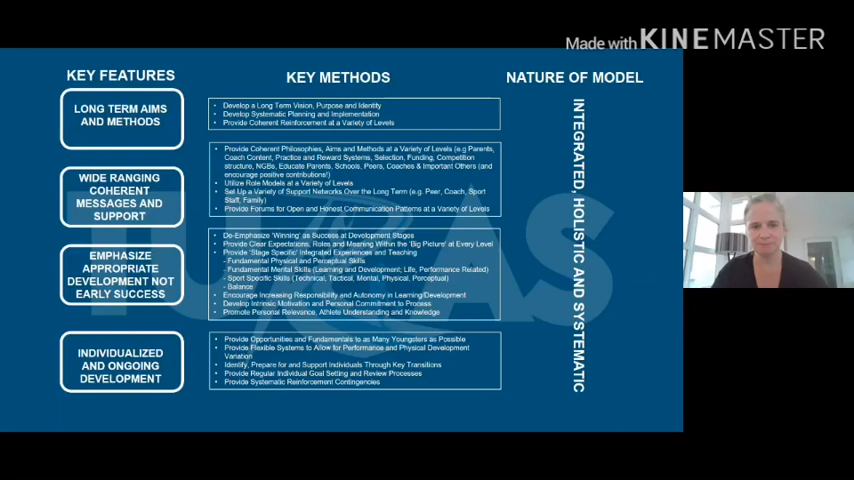 Made with KINEMASTER
KEY FEATURES
KEY METHODS
NATURE OF MODEL
LONG TERM AIMS
AND METHODS
• Develop a Long Term Vision, Purpose and Identity
• Develop Systematic Planning and Implementation
• Provide Coherent Reinforcement at a Variety of Levels
WIDE RANGING
COHERENT
MESSAGES AND
SUPPORT
• Provide Coherent Philosophies, Aims and Methods at a Variety of Levels (e.g Parents,
Coach Content, Practice and Reward Systems, Selection, Funding, Competition
structure, NGBs, Educate Parents, Schools, Peers, Coaches & Important Others (and
encourage positive contributions!)
• Utilize Role Models at a Variety of Levels
• Set Up a Variety of Support Networks Over the Long Term (e.g. Peer, Coach, Sport
Staff, Family)
• Provide Forums for Open and Honest Communication Patterns at a Variety of Levels
EMPHASIZE
APPROPRIATE
DEVELOPMENT NOT
EARLY SUCCESS
• De-Emphasize 'Winning' as Success at Development Stages
• Provide Clear Expectations, Roles and Meaning Within the 'Big Picture' at Every Level
• Provide 'Stage Specific' Integrated Experiences and Teaching
- Fundamental Physical and Perceptual Skills
- Fundamental Mental Skills (Learning and Development; Life, Performance Related)
- Sport Specific Skills (Technical, Tactical, Mental, Physical, Perceptual)
- Balance
• Encourage Increasing Responsibility and Autonomy in Learning/Development
• Develop Intrinsic Motivation and Personal Commitment to Process
• Promote Personal Relevance, Athlete Understanding and Knowledge
INDIVIDUALIZED
AND ONGOING
DEVELOPMENT
• Provide Opportunities and Fundamentals to as Many Youngsters as Possible
• Provide Flexible Systems to Allow for Performance and Physical Development
Variation
• Identify, Prepare for and Support Individuals Through Key Transitions
• Provide Regular Individual Goal Setting and Review Processes
• Provide Systematic Reinforcement Contingencies
INTEGRATED, HOLISTIC AND SYSTEMATIC